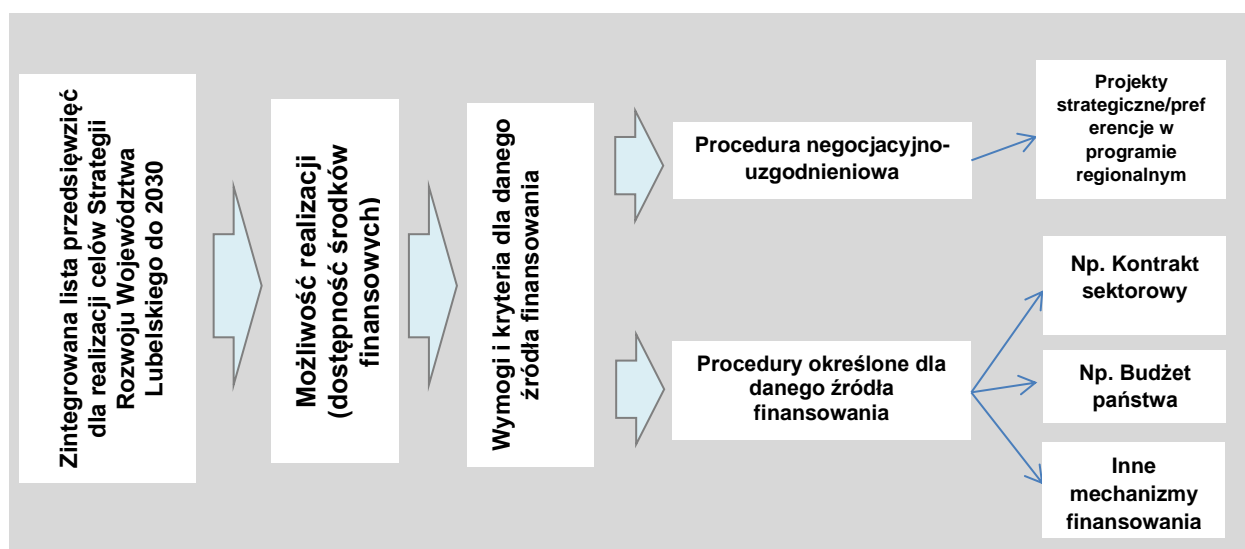 Zintegrowana lista przedsięwzięć
dla realizacji celów Strategii
Rozwoju Województwa
Lubelskiego do 2030
Możliwość realizacji
(dostępność środków
finansowych)
Wymogi i kryteria dla danego
źródła finansowania
Procedura negocjacyjno-
uzgodnieniowa
Projekty
strategiczne/pref
erencje w
programie
regionalnym
Procedury określone dla
danego źródła
finansowania
Np. Kontrakt
sektorowy
Np. Budżet
państwa
Inne
mechanizmy
finansowania